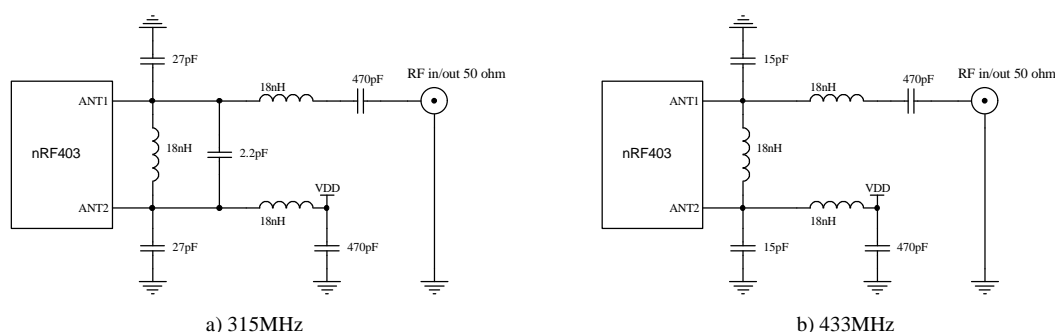 27pF
RF in/out 50 ohm
470pF
18nH
ANT1
nRF403
18nH
2.2pF
VDD
ANT2
18nH
27pF
470pF
a) 315MHz
15pF
RF in/out 50 ohm
470pF
18nH
ANT1
nRF403
18nH
VDD
ANT2
18nH
15pF
470pF
b) 433MHz